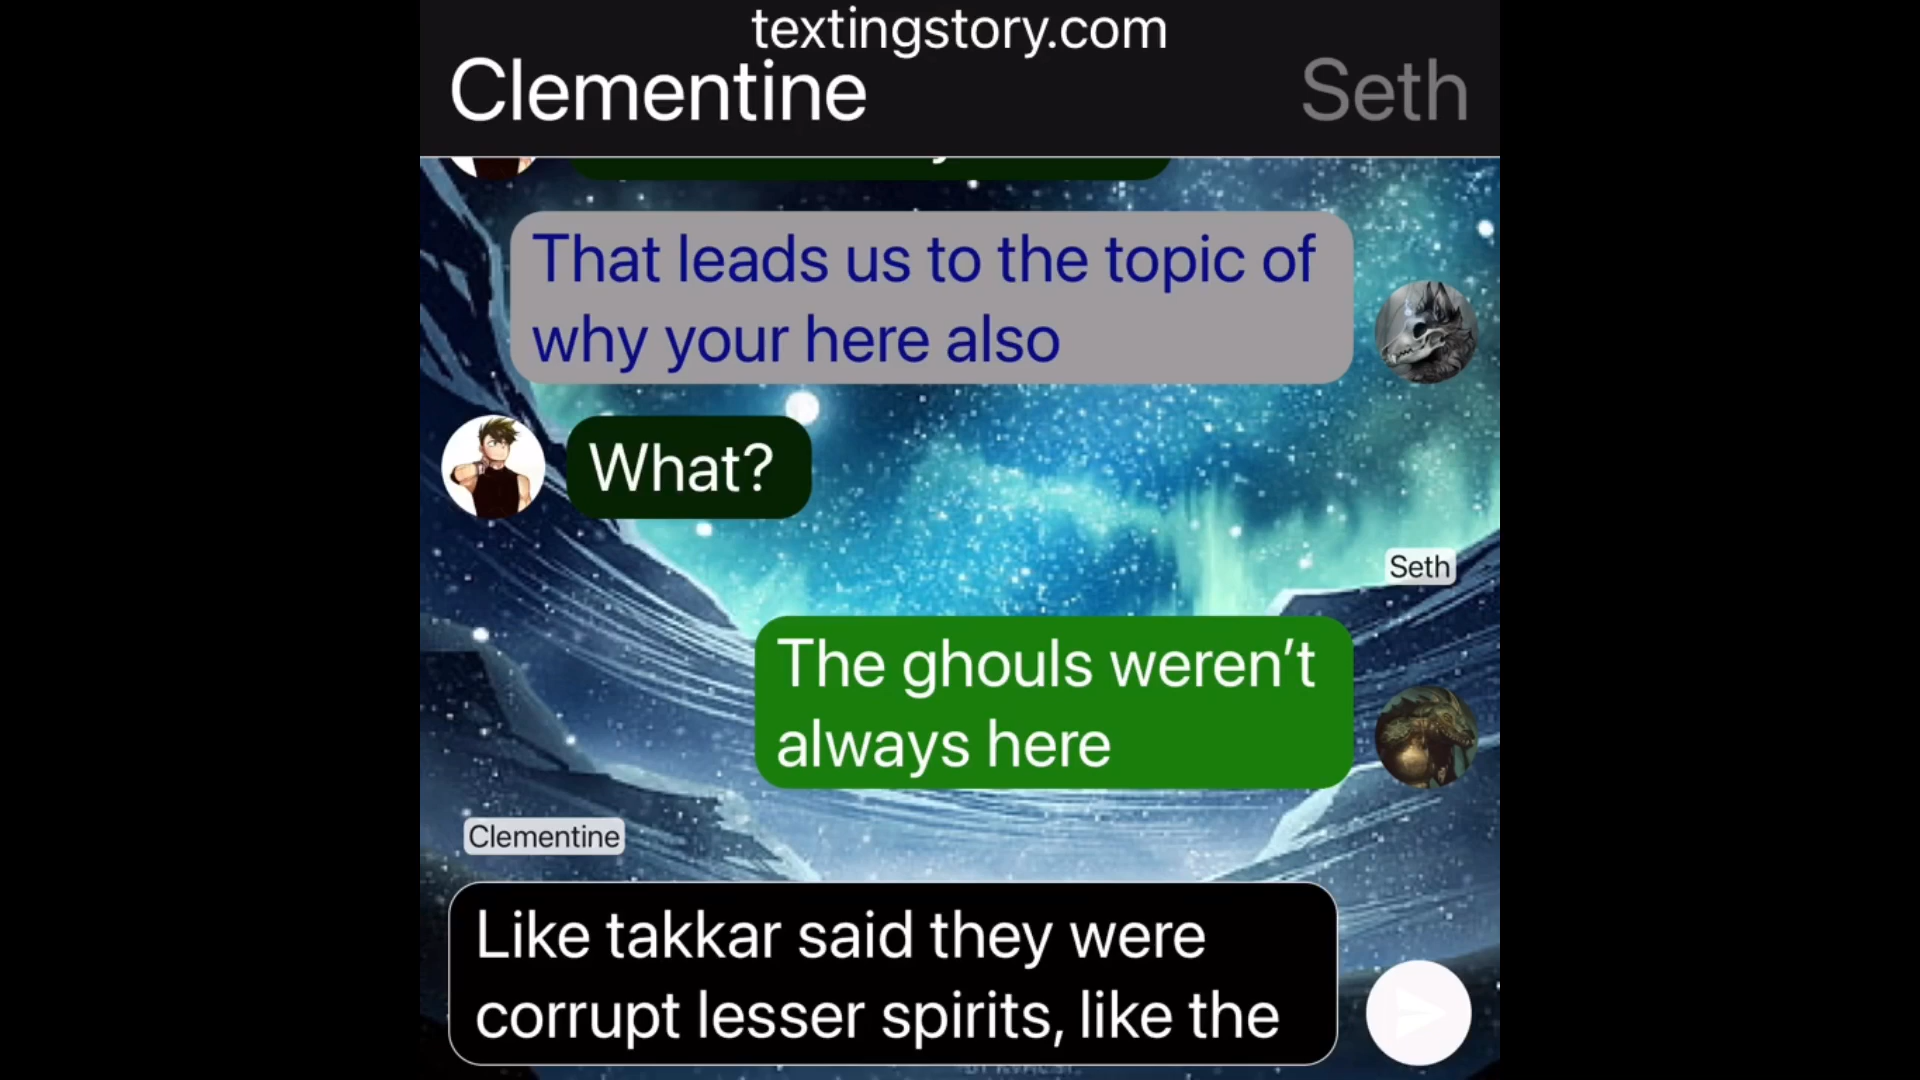 textingstory.com
Clementine
Seth
That leads us to the topic of
why your here also
What?
Seth
The ghouls weren’t
always here
Clementine
Like takkar said they were
corrupt lesser spirits, like the